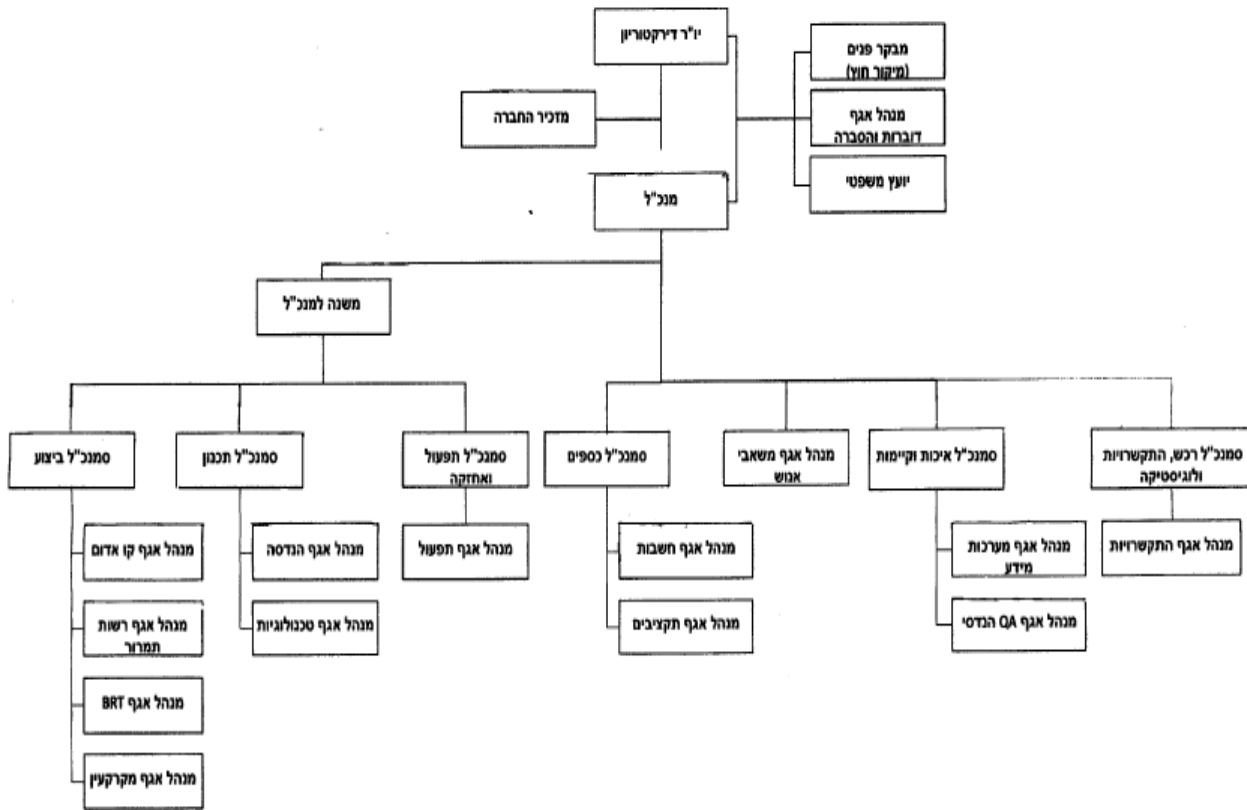 יו"ר דירקטוריון
מבקר פנים
(מיקור חוץ)
מזכיר החברה
מנהל אגף
דוברות והסברה
יועץ משפטי
מנכ"ל
משנה למנכ"ל
סמנכ"ל רכש, התקשרויות
ולוגיסטיקה
סמנכ"ל איכות וקיימות
מנהל אגף משאבי
אנוש
סמנכ"ל כספים
סמנכ"ל תפעול
ואחזקה
סמנכ"ל תכנון
סמנכ"ל ביצוע
מנהל אגף התקשרויות
מנהל אגף מערכות
מידע
מנהל אגף חשבות
מנהל אגף תפעול
מנהל אגף הנדסה
מנהל אגף קו אדום
מנהל אגף QA הנדסי
מנהל אגף תקציבים
מנהל אגף טכנולוגיות
מנהל אגף רשות
תמרור
מנהל אגף BRT
מנהל אגף מקרקעין